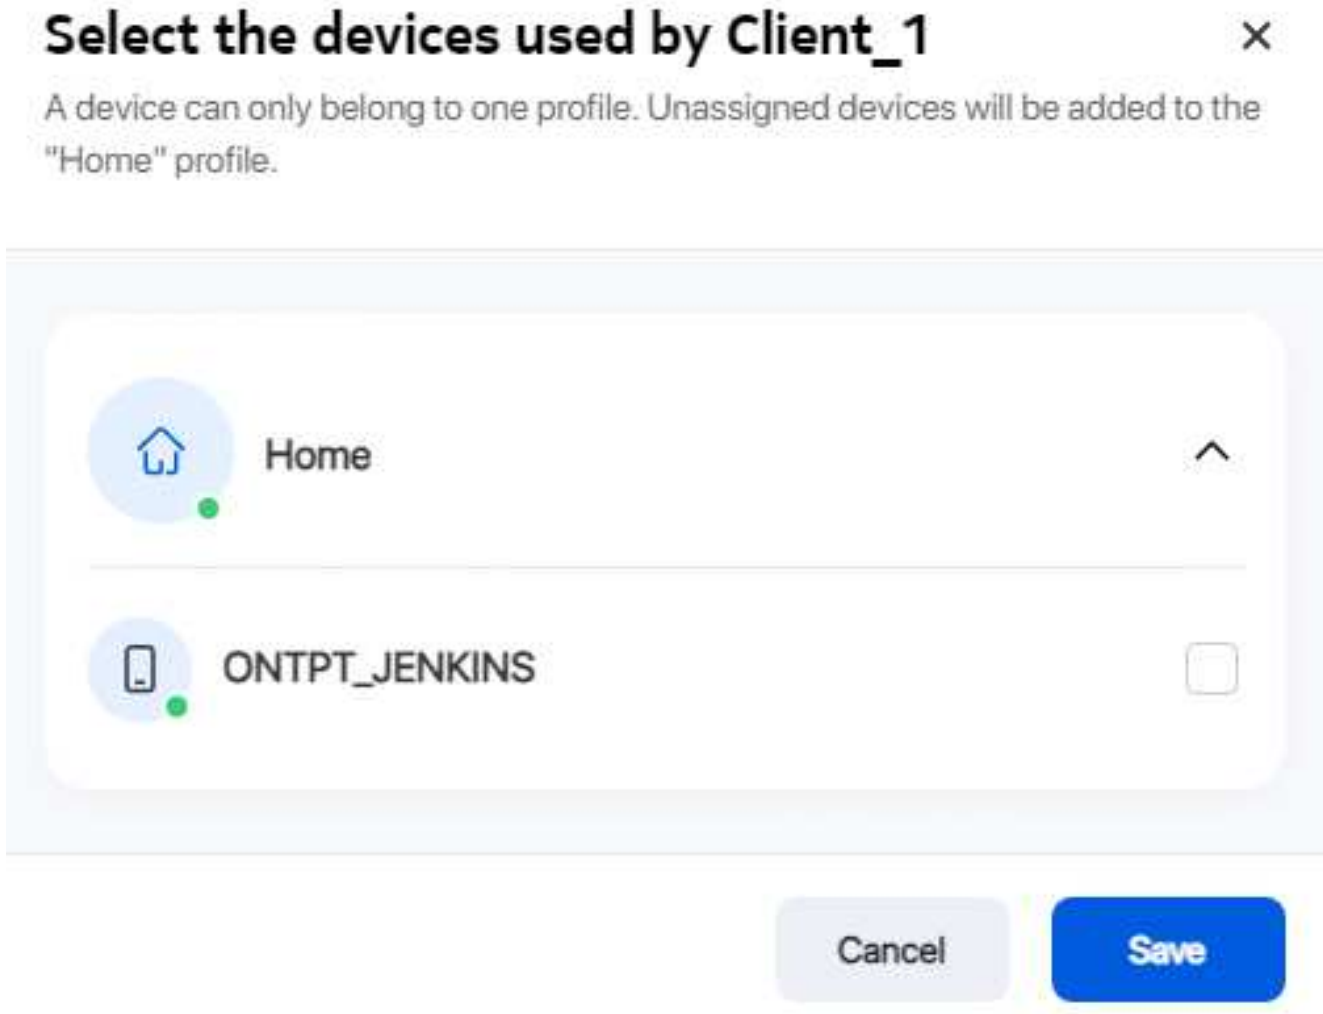 Select the devices used by Client_1
A device can only belong to one profile. Unassigned devices will be added to the
"Home" profile.
Home
ONTPT_JENKINS
Cancel
Save